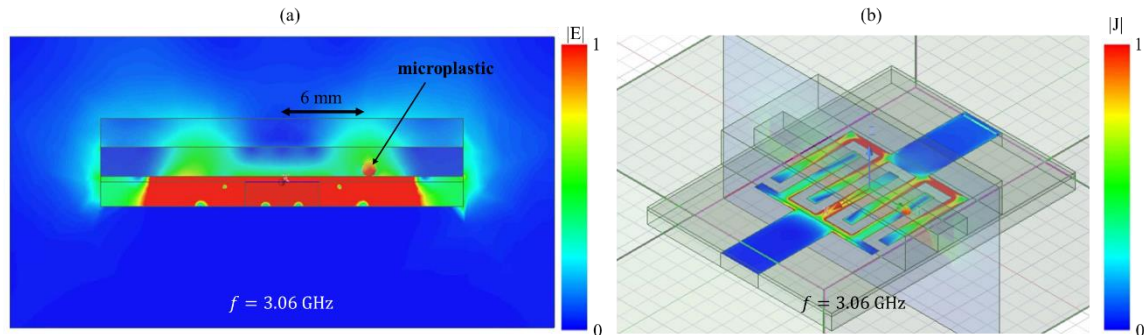 (a)
(b)
|E|
1
microplastic
6 mm
f = 3.06 GHz
0
|J|
1
f = 3.06 GHz
0